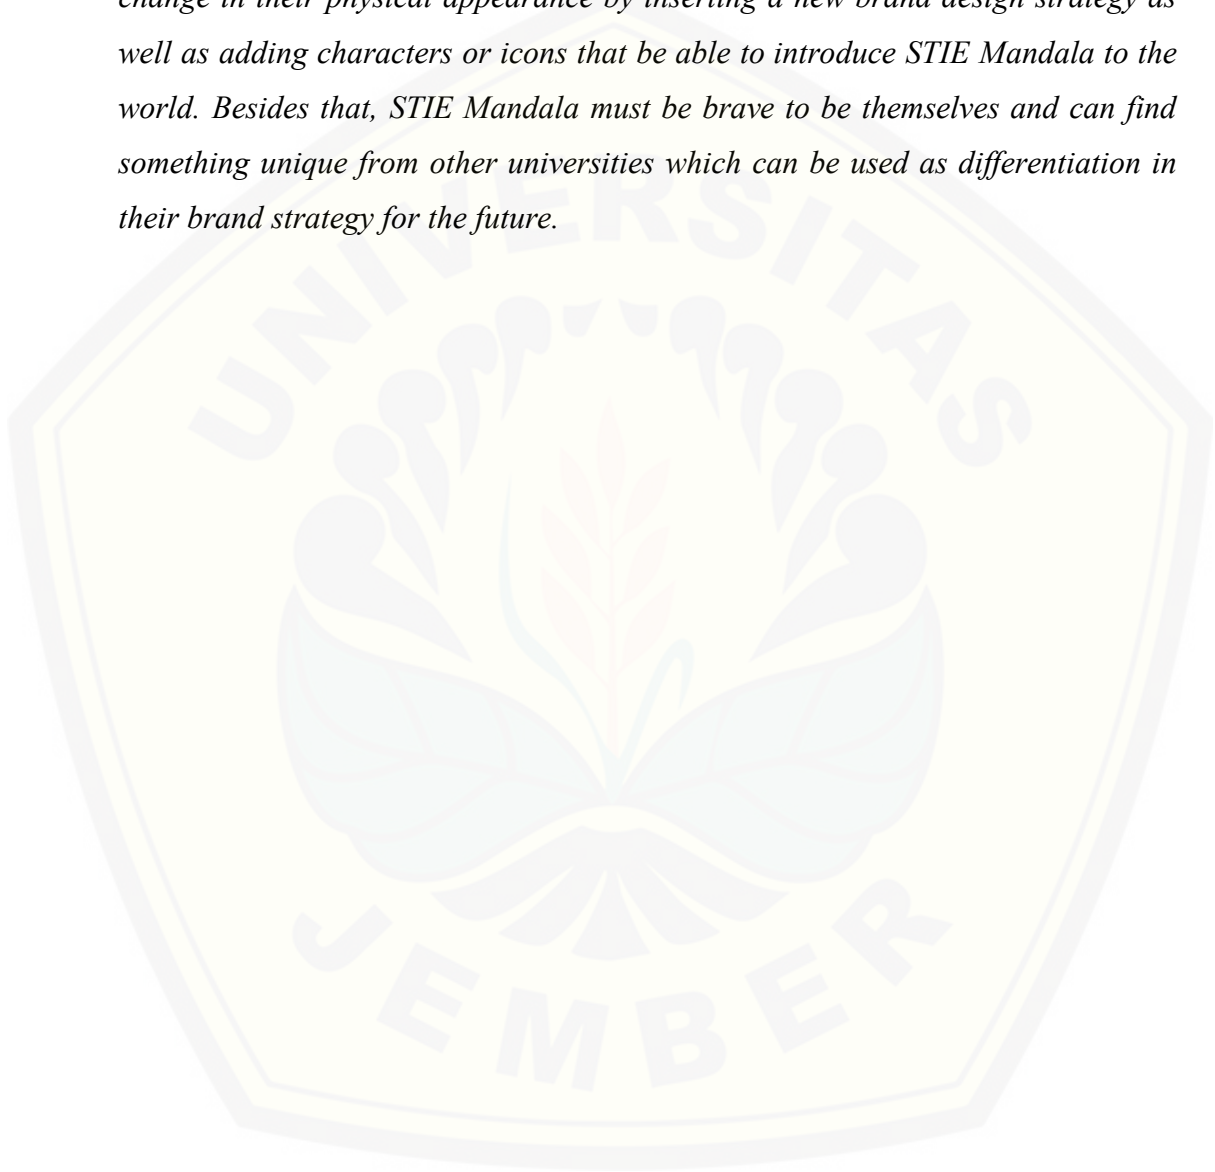 change in their physical appearance by inserting a new brand design strategy as
well as adding characters or icons that be able to introduce STIE Mandala to the
world. Besides that, STIE Mandala must be brave to be themselves and can find
something unique from other universities which can be used as differentiation in
their brand strategy for the future.
UNIVERSITAS
JEMBER